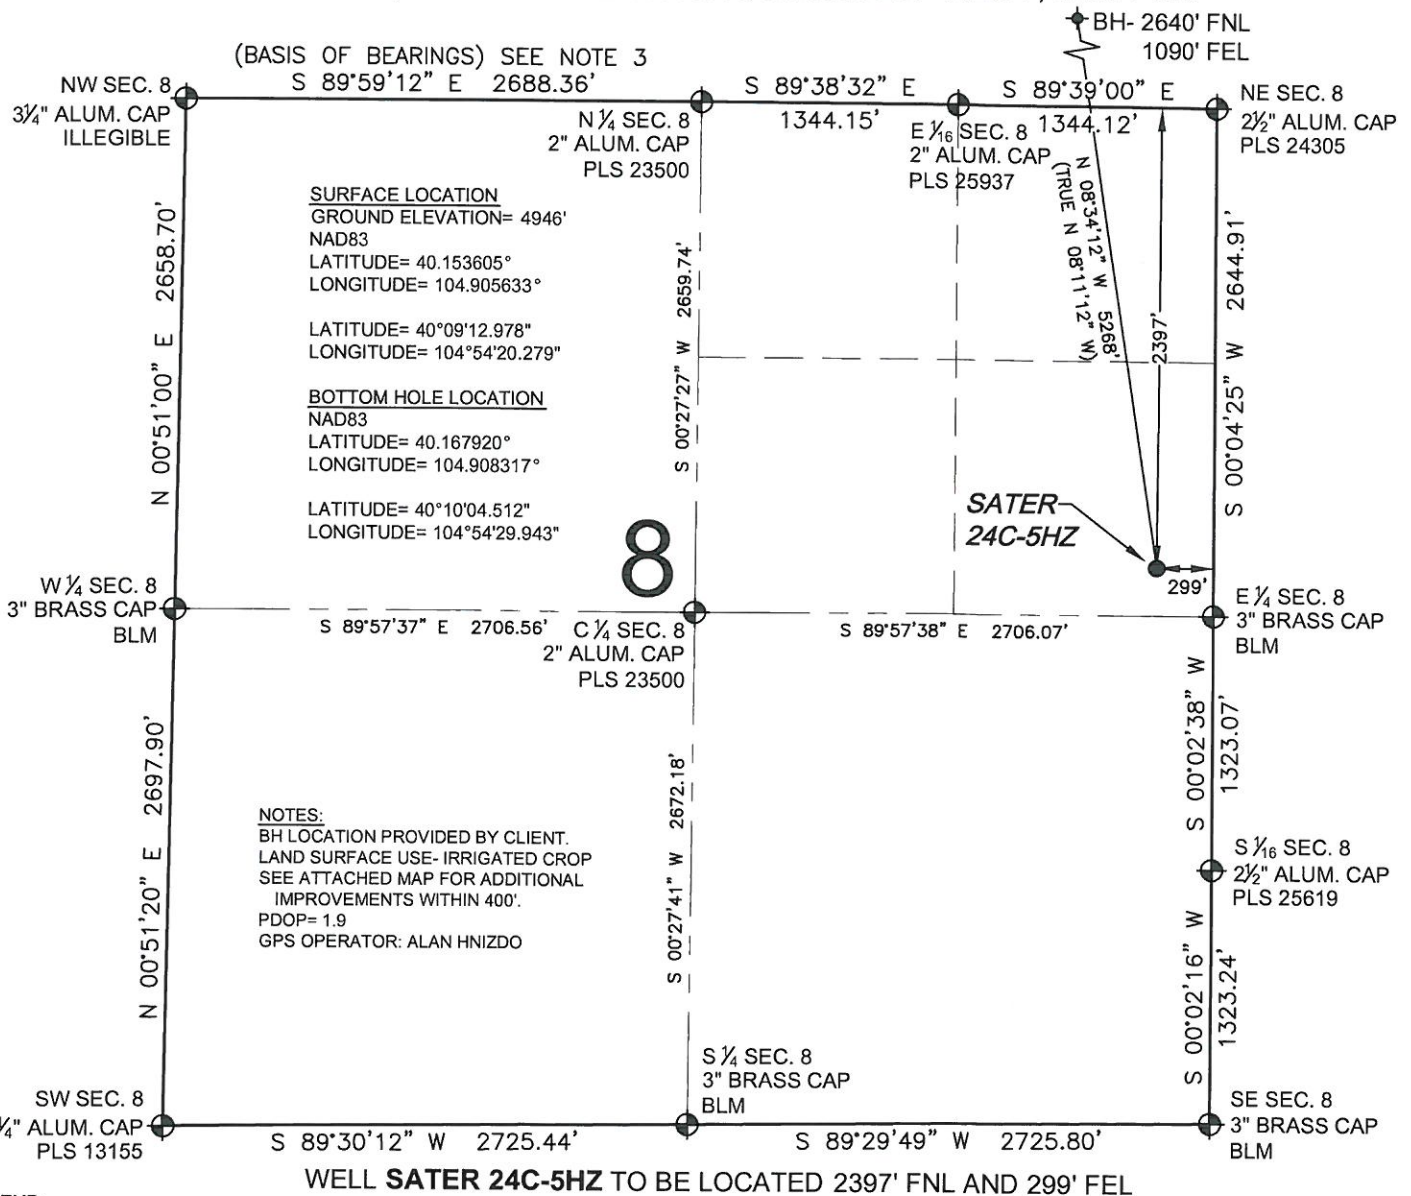 BH- 2640' FNL
1090' FEL
(BASIS OF BEARINGS) SEE NOTE 3
S 89°59'12" E 2688.36'
S 89°38'32" E
1344.15'
S 89°39'00" E
1344.12'
NW SEC. 8
3¼" ALUM. CAP
ILLEGIBLE
N ¼ SEC. 8
2" ALUM. CAP
PLS 23500
E 1⁄16 SEC. 8
2" ALUM. CAP
PLS 25937
NE SEC. 8
2½" ALUM. CAP
PLS 24305
SURFACE LOCATION
GROUND ELEVATION= 4946'
NAD83
LATITUDE= 40.153605°
LONGITUDE= 104.905633°
LATITUDE= 40°09'12.978"
LONGITUDE= 104°54'20.279"
BOTTOM HOLE LOCATION
NAD83
LATITUDE= 40.167920°
LONGITUDE= 104.908317°
LATITUDE= 40°10'04.512"
LONGITUDE= 104°54'29.943"
N 00°51'00" E 2658.70'
S 00°27'27" W 2659.74'
N 08°34'12" W 5268'
(TRUE N 08°11'12" W)
2397'
S 00°04'25" W 2644.91'
SATER
24C-5HZ
299'
8
W ¼ SEC. 8
3" BRASS CAP
BLM
S 89°57'37" E 2706.56'
C ¼ SEC. 8
2" ALUM. CAP
PLS 23500
S 89°57'38" E 2706.07'
E ¼ SEC. 8
3" BRASS CAP
BLM
N 00°51'20" E 2697.90'
S 00°27'41" W 2672.18'
S 00°02'38" W
1323.07'
NOTES:
BH LOCATION PROVIDED BY CLIENT.
LAND SURFACE USE- IRRIGATED CROP
SEE ATTACHED MAP FOR ADDITIONAL
IMPROVEMENTS WITHIN 400'.
PDOP= 1.9
GPS OPERATOR: ALAN HNIZDO
S 1⁄16 SEC. 8
2½" ALUM. CAP
PLS 25619
S 00°02'16" W
1323.24'
SW SEC. 8
¼" ALUM. CAP
PLS 13155
S ¼ SEC. 8
3" BRASS CAP
BLM
SE SEC. 8
3" BRASS CAP
BLM
S 89°30'12" W 2725.44'
S 89°29'49" W 2725.80'
WELL SATER 24C-5HZ TO BE LOCATED 2397' FNL AND 299' FEL